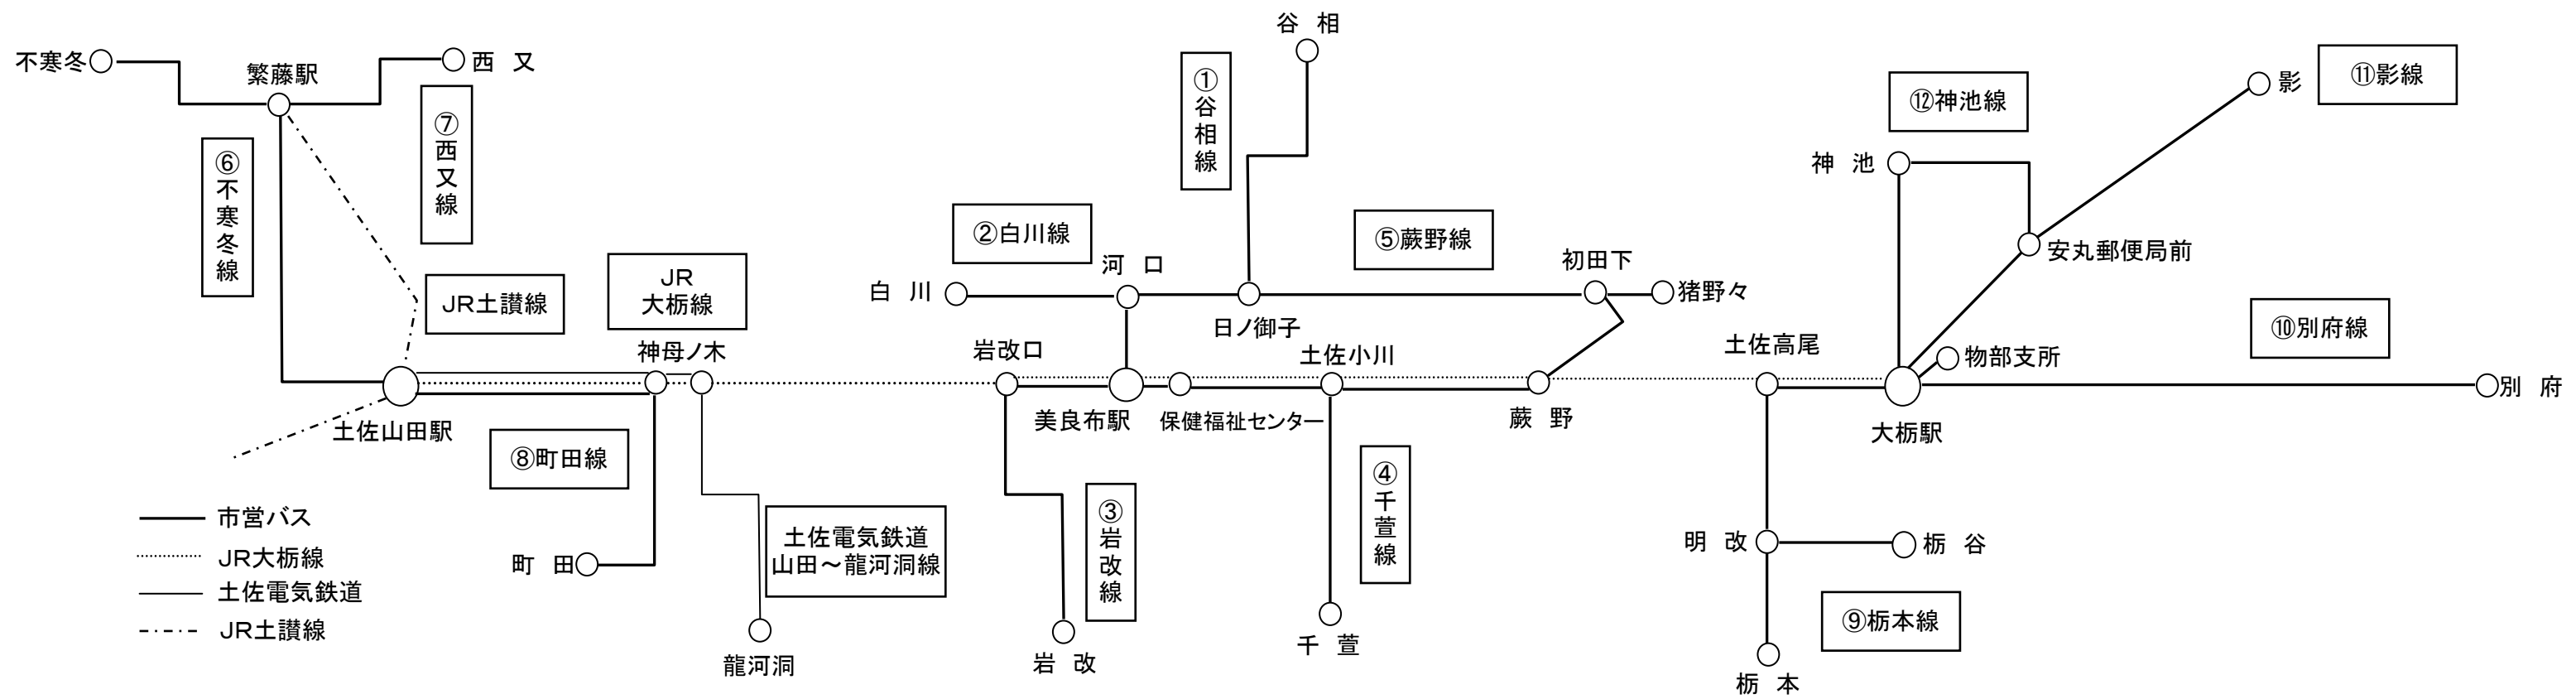 谷 相
不寒冬
繁藤駅
西 又
①谷相線
⑪影線
影
⑫神池線
⑦西又線
⑥不寒冬線
神 池
②白川線
⑤蕨野線
安丸郵便局前
河 口
初田下
JR土讃線
JR
大栃線
白 川
猪野々
日ノ御子
⑩別府線
神母ノ木
岩改口
土佐小川
土佐高尾
物部支所
別 府
土佐山田駅
美良布駅
保健福祉センター
蕨 野
大栃駅
⑧町田線
④千萱線
③岩改線
市営バス
JR大栃線
土佐電気鉄道
JR土讃線
土佐電気鉄道
山田～龍河洞線
町 田
明 改
栃 谷
⑨栃本線
龍河洞
岩 改
千 萱
栃 本